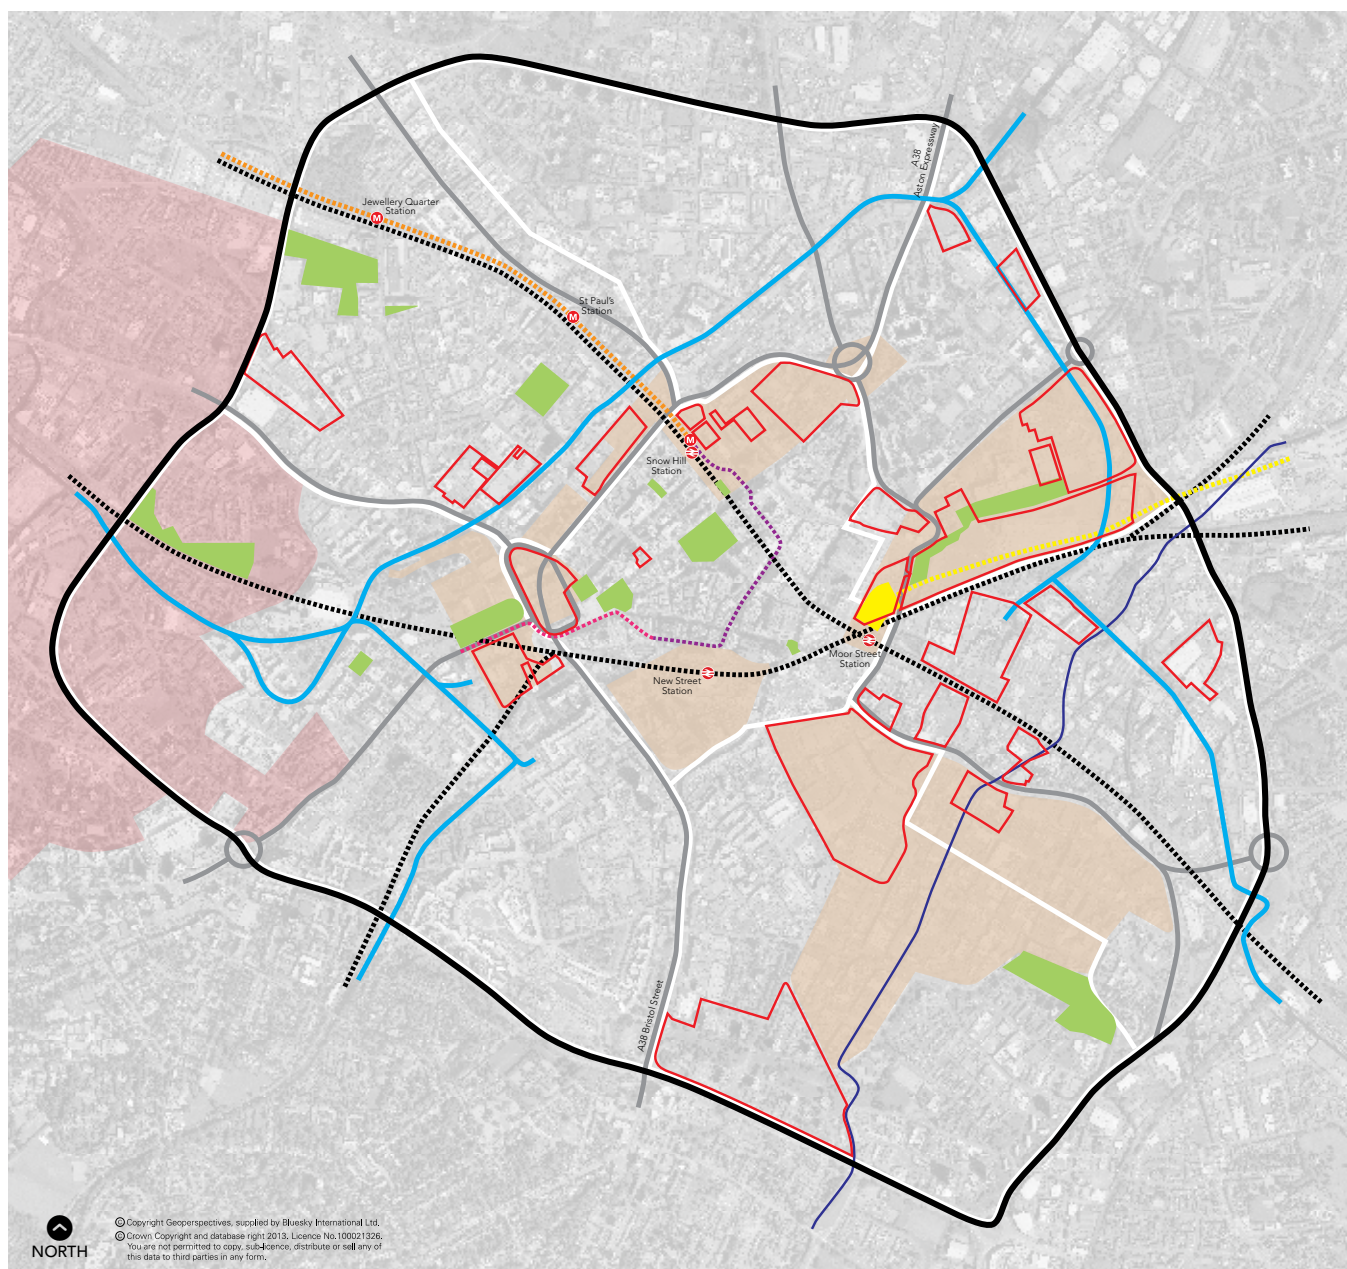 A38
Aston Expressway
Jewellery Quarter
Station
M
St Paul's
Station
M
M
Snow Hill
Station
Moor Street
Station
New Street
Station
A38 Bristol Street
NORTH
© Copyright Geoperspectives, supplied by Bluesky International Ltd.
© Crown Copyright and database right 2013. Licence No.100021326.
You are not permitted to copy, sub-licence, distribute or sell any of
this data to third parties in any form.